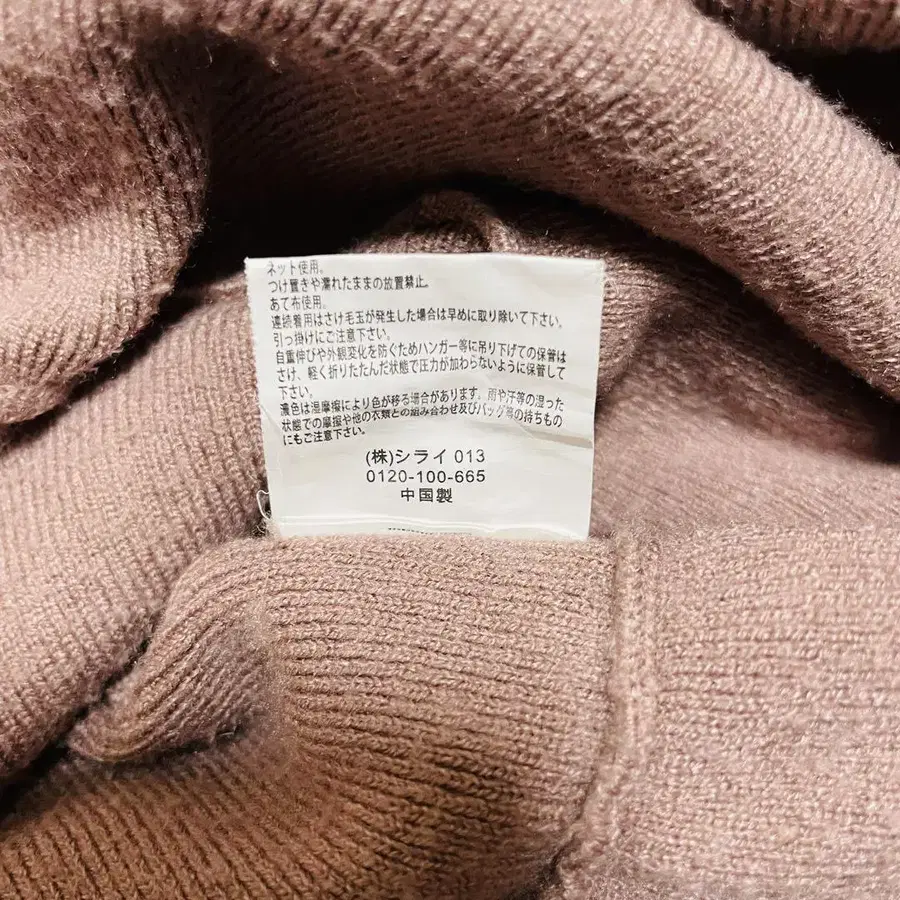 ネット使用。
つけ置きや濡れたままの放置禁止。
あて布使用。
連続着用はさけ毛玉が発生した場合は早めに取り除いて下さい。
引っ掛けにご注意下さい。
自重伸びや外観変化を防ぐためハンガー等に吊り下げての保管は
さけ、軽く折りたたんだ状態で圧力が加わらないように保管して
下さい。
濃色は湿摩擦により色が移る場合があります。雨や汗等の湿った
状態での摩擦や他の衣類との組み合わせ及びバッグ等の持ちもの
にもご注意下さい。
(株)シライ 013
0120-100-665
中国製